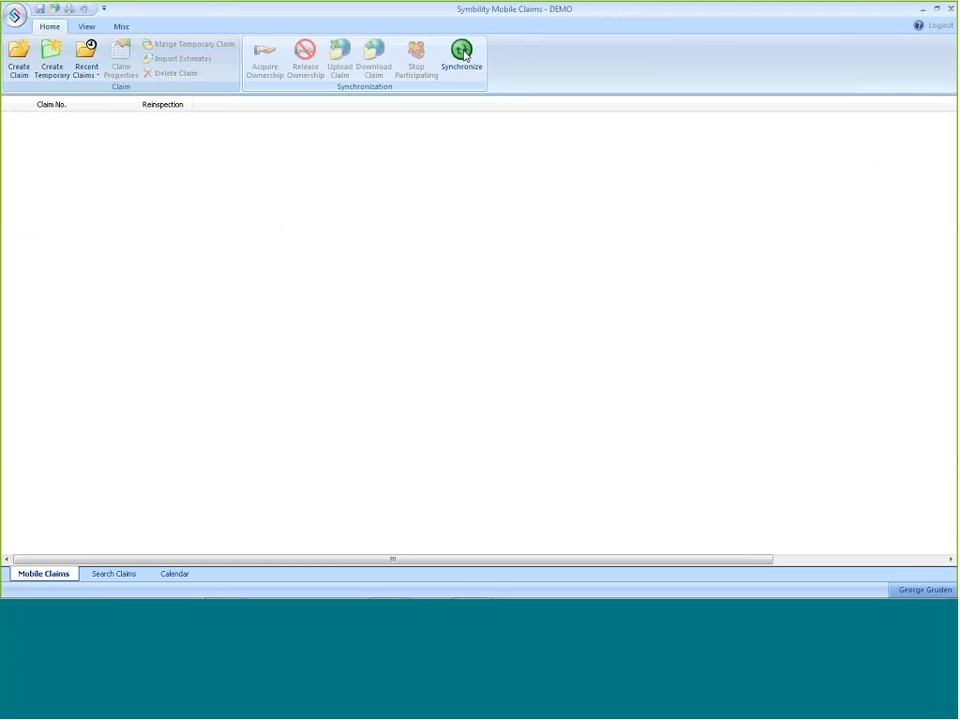 Symbility Mobile Claims - DEMO
Home View Misc
Logout
Create Claim
Create Temporary
Recent Claims
Claim Properties
Merge Temporary Claim
Import Estimates
Delete Claim
Acquire Ownership
Release Ownership
Upload Claim
Download Claim
Stop Participating
Synchronize
Claim
Synchronization
Claim No. Reinspection
Mobile Claims Search Claims Calendar
George Gruden